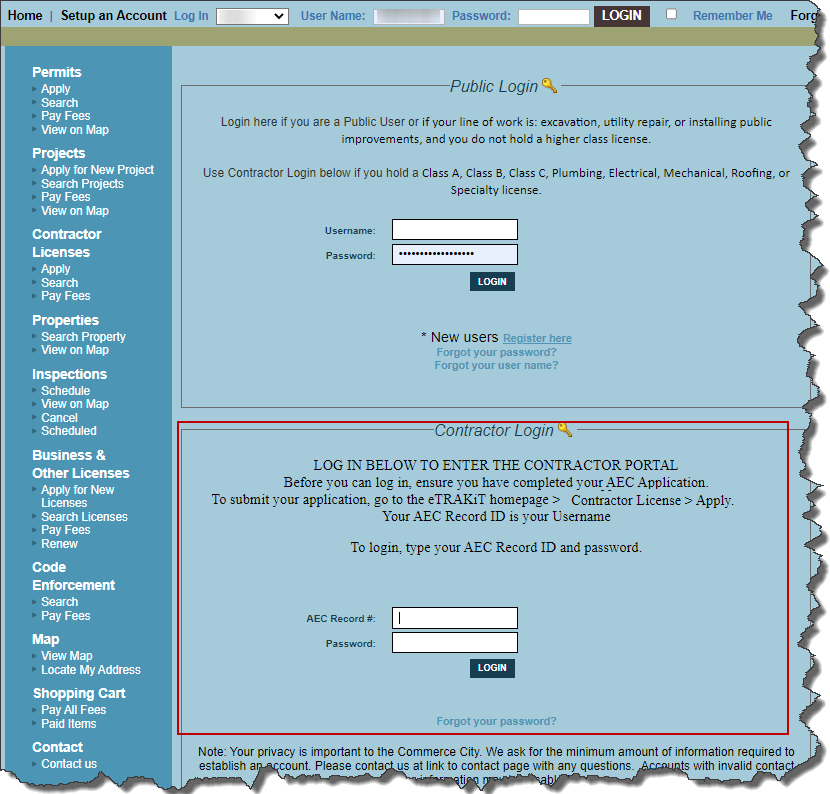 Home | Setup an Account Log In User Name: Password: LOGIN Remember Me Forg
Permits
Apply
Search
Pay Fees
View on Map
Projects
Apply for New Project
Search Projects
Pay Fees
View on Map
Contractor
Licenses
Apply
Search
Pay Fees
Properties
Search Property
View on Map
Inspections
Schedule
View on Map
Cancel
Scheduled
Business &
Other Licenses
Apply for New
Licenses
Search Licenses
Pay Fees
Renew
Code
Enforcement
Search
Pay Fees
Map
View Map
Locate My Address
Shopping Cart
Pay All Fees
Paid Items
Contact
Contact us
Public Login
Login here if you are a Public User or if your line of work is: excavation, utility repair, or installing public
improvements, and you do not hold a higher class license.
Use Contractor Login below if you hold a Class A, Class B, Class C, Plumbing, Electrical, Mechanical, Roofing, or
Specialty license.
Username:
Password: ••••••••••••••••••
LOGIN
* New users Register here
Forgot your password?
Forgot your user name?
Contractor Login
LOG IN BELOW TO ENTER THE CONTRACTOR PORTAL
Before you can log in, ensure you have completed your AEC Application.
To submit your application, go to the eTRAKiT homepage > Contractor License > Apply.
Your AEC Record ID is your Username
To login, type your AEC Record ID and password.
AEC Record #:
Password:
LOGIN
Forgot your password?
Note: Your privacy is important to the Commerce City. We ask for the minimum amount of information required to
establish an account. Please contact us at link to contact page with any questions. Accounts with invalid contact
information may